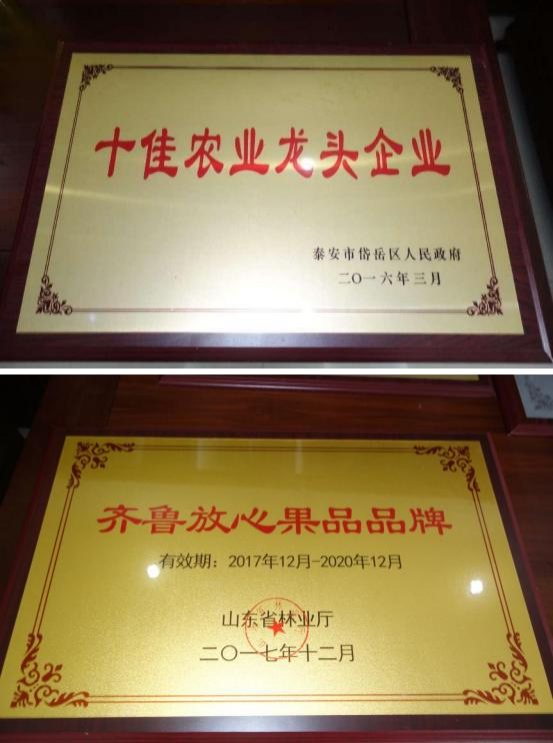 十佳农业龙头企业
泰安市岱岳区人民政府
二〇一六年三月
齐鲁放心果品品牌
有效期：2017年12月-2020年12月
山东省林业厅
二〇一七年十二月